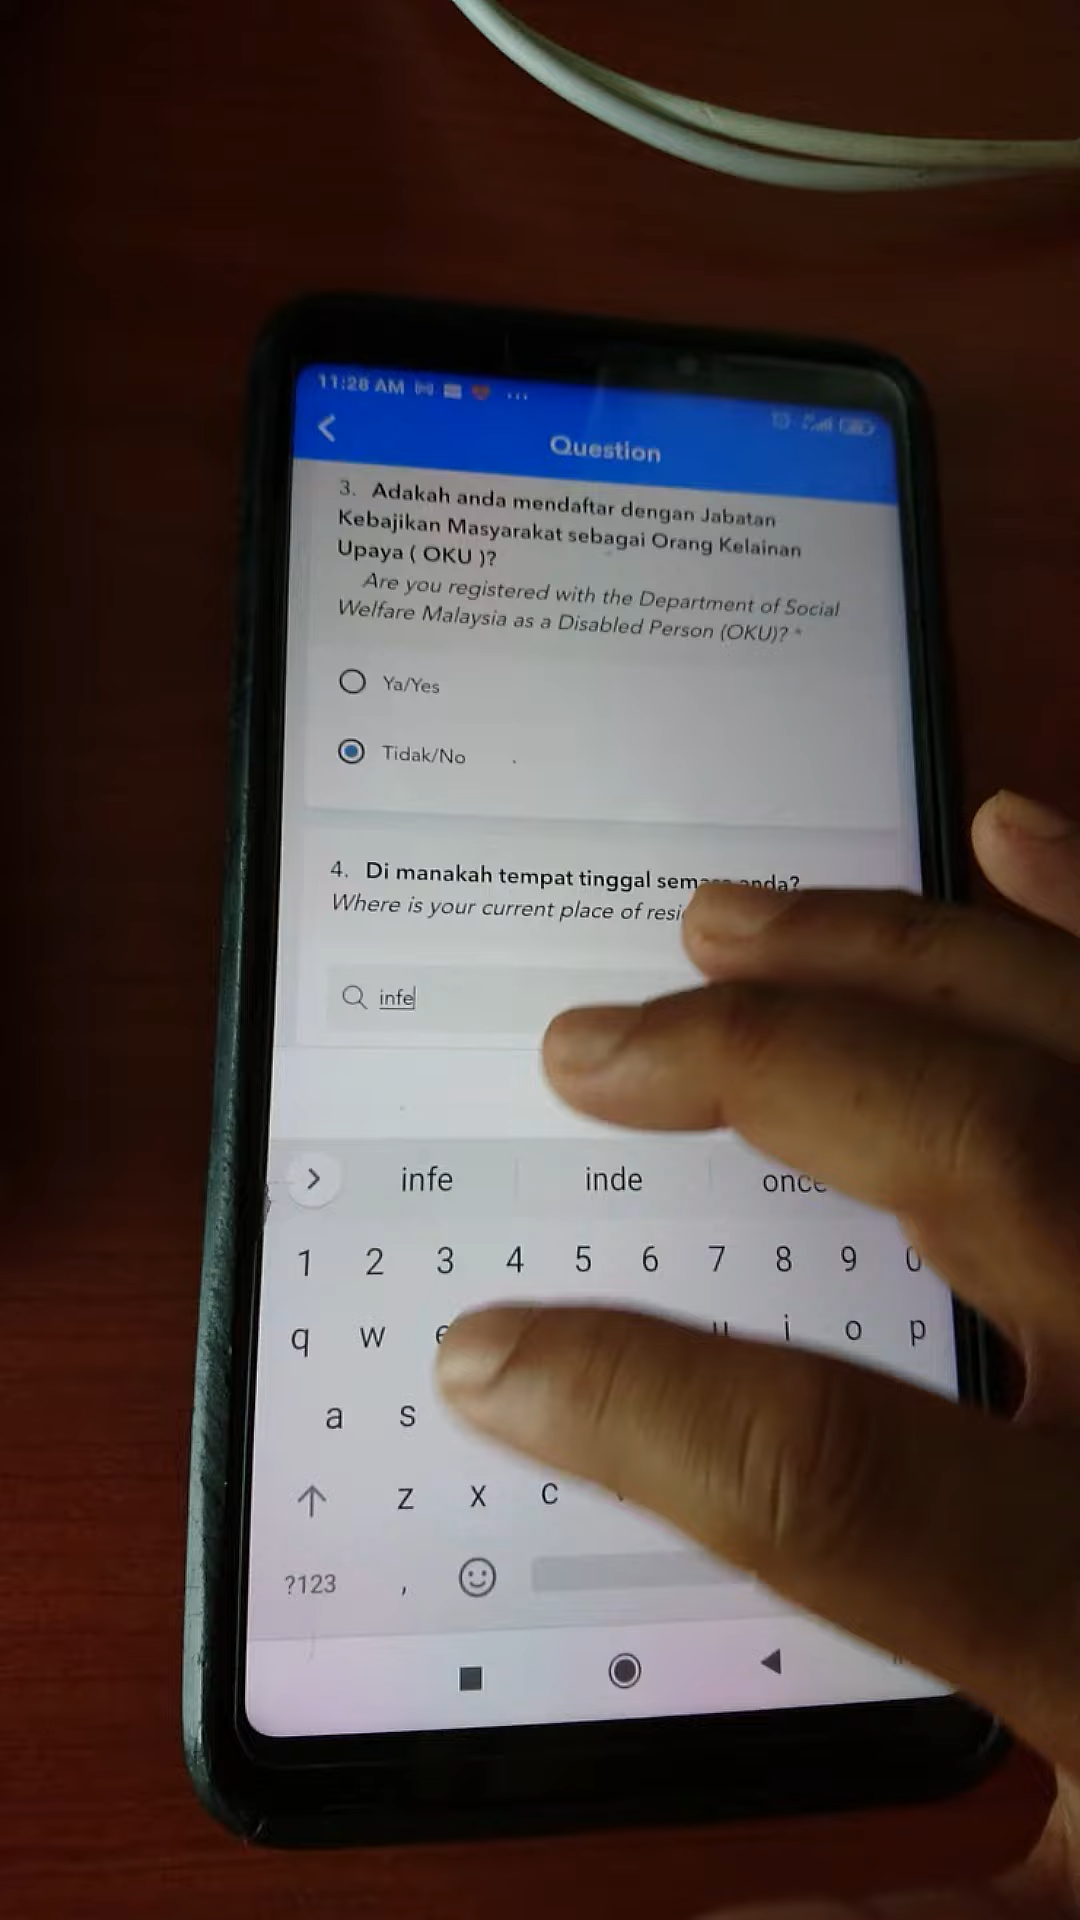 11:28 AM ...
Question
3. Adakah anda mendaftar dengan Jabatan
Kebajikan Masyarakat sebagai Orang Kelainan
Upaya ( OKU )?
Are you registered with the Department of Social
Welfare Malaysia as a Disabled Person (OKU)? *
Ya/Yes
Tidak/No
4. Di manakah tempat tinggal anda?
Where is your current place of
infe
infe inde once
1 2 3 4 5 6 7 8 9 0
q w e u i o p
a s
z x c
?123 ,